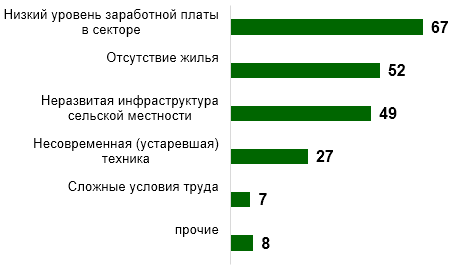 Низкий уровень заработной платы
в секторе
67
Отсутствие жилья
52
Неразвитая инфраструктура
сельской местности
49
Несовременная (устаревшая)
техника
27
Сложные условия труда
7
прочие
8